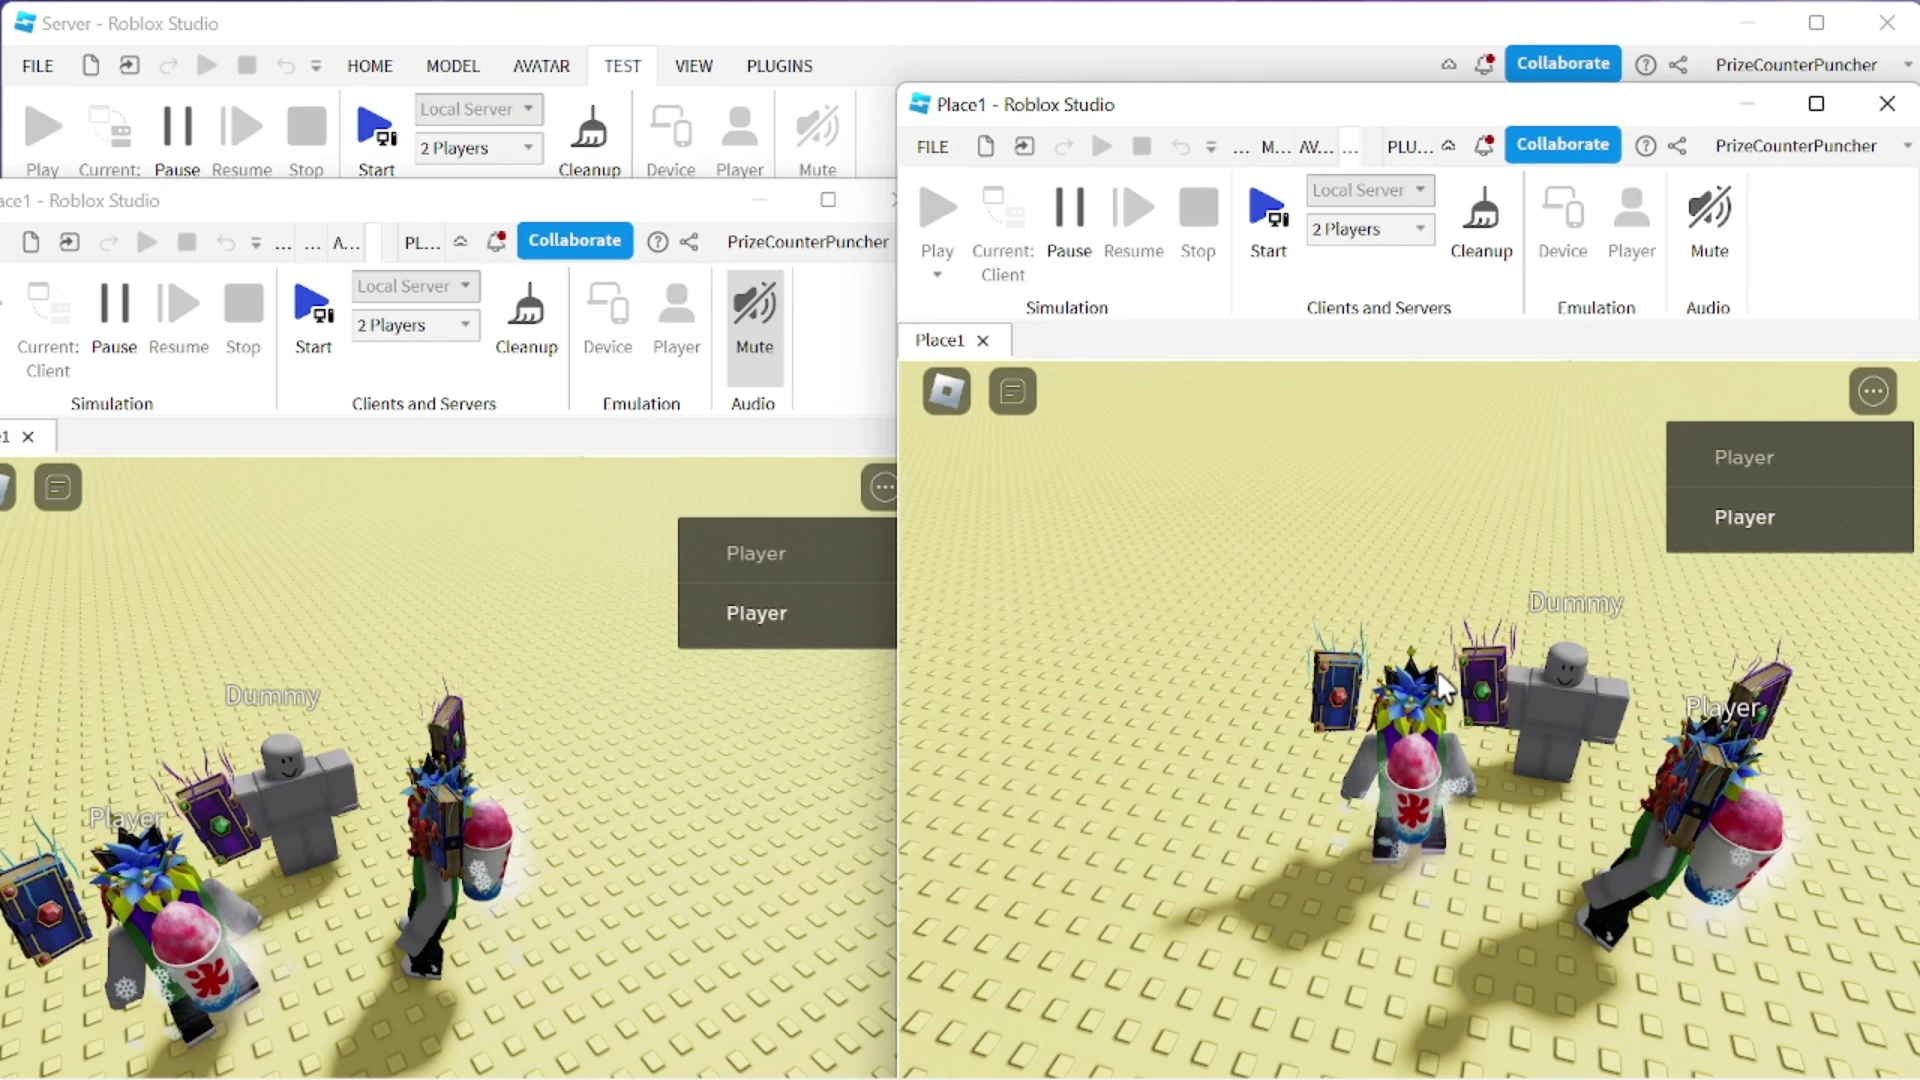 Server - Roblox Studio
FILE HOME MODEL AVATAR TEST VIEW PLUGINS Collaborate PrizeCounterPuncher
Local Server
2 Players
Play Current: Pause Resume Stop Start Cleanup Device Player Mute
ace1 - Roblox Studio
... ... A... PL... Collaborate PrizeCounterPuncher
Local Server
2 Players
Current: Pause Resume Stop Start Cleanup Device Player Mute
Client
Simulation Clients and Servers Emulation Audio
e1
Player
Player
Dummy
Player
Place1 - Roblox Studio
FILE ... M... AV... ... PLU... Collaborate PrizeCounterPuncher
Local Server
2 Players
Play Current: Pause Resume Stop Start Cleanup Device Player Mute
Client
Simulation Clients and Servers Emulation Audio
Place1
Player
Player
Dummy
Player